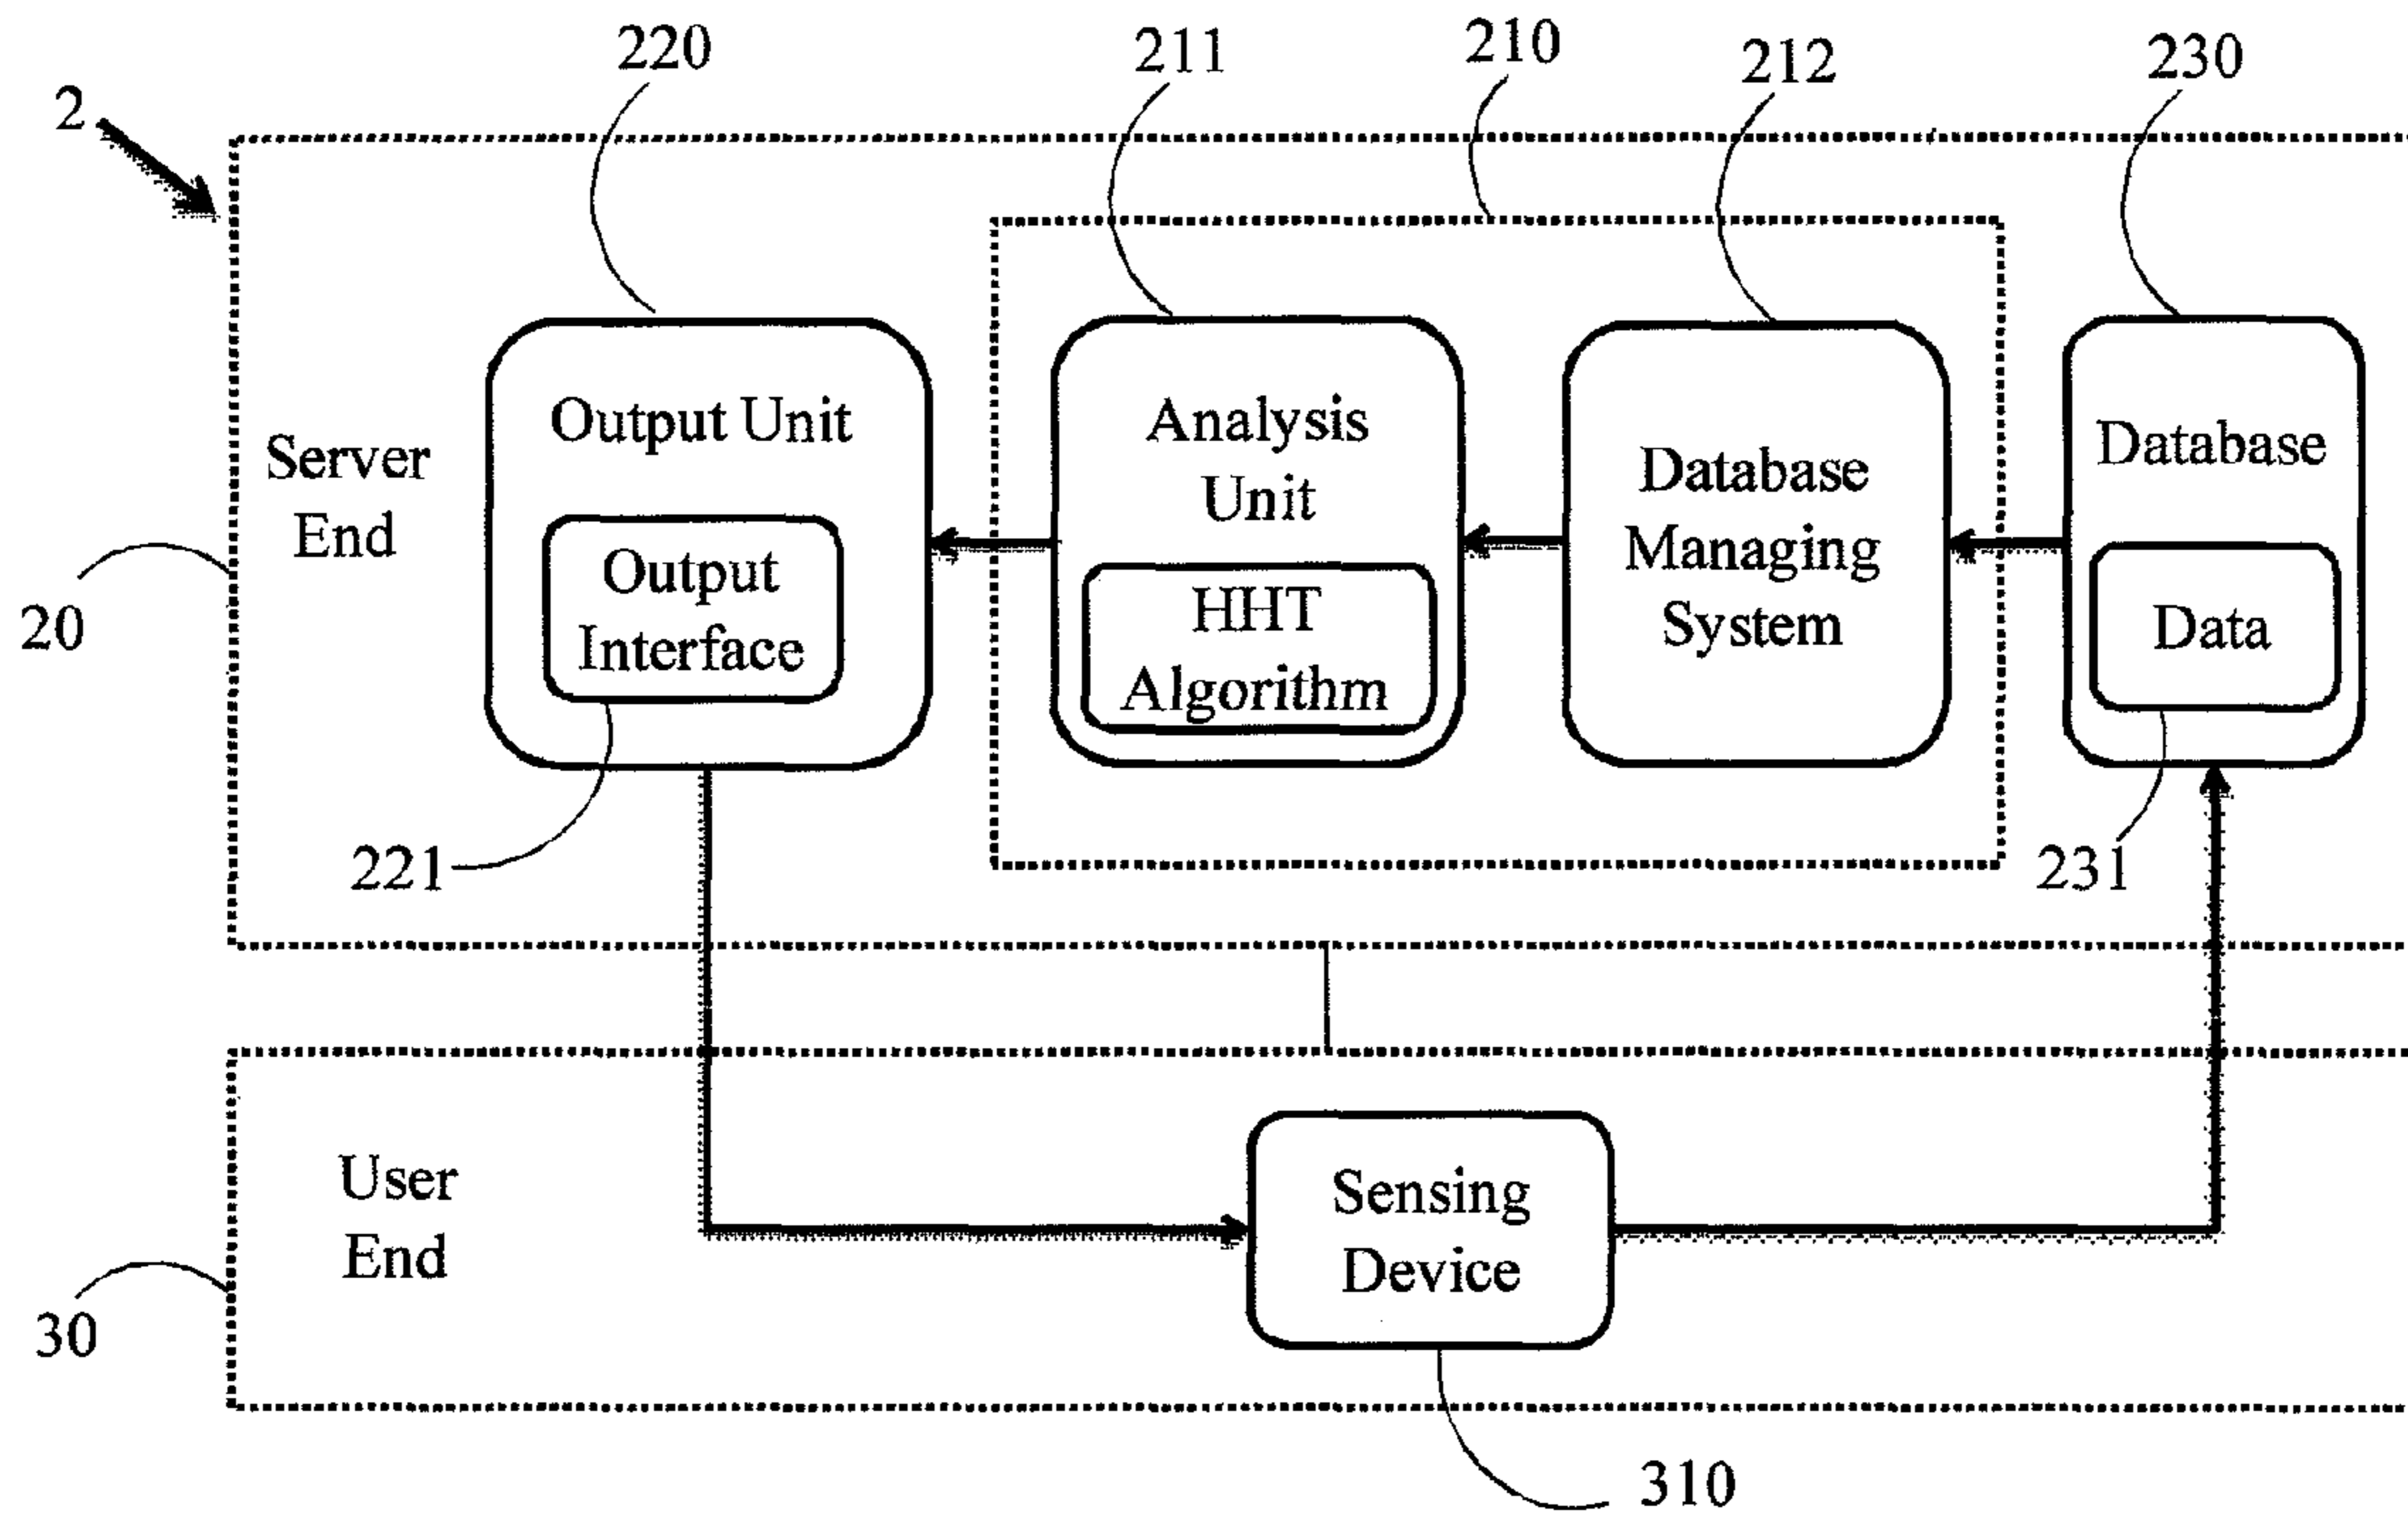 220
211
210
212
230
2
Server
End
Output Unit
Output
Interface
Analysis
Unit
HHT
Algorithm
Database
Managing
System
Database
Data
20
221
231
User
End
Sensing
Device
30
310